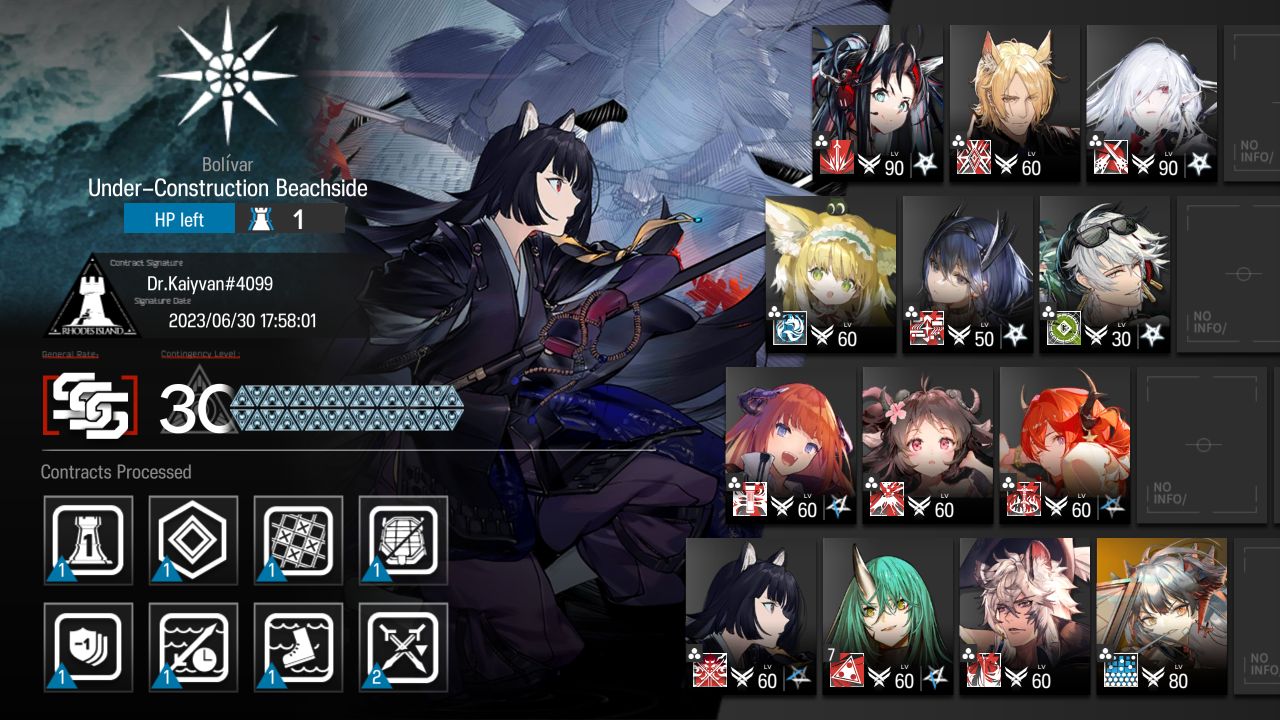 Bolívar
Under-Construction Beachside
HP left 1
Contract Signature
Dr.Kaiyvan#4099
Signature Date
2023/06/30 17:58:01
RHODES ISLAND
General Rate:
Contingency Level :
SSS
30
Contracts Processed
1
1
1
1
1
-1
1
1
1
2
LV
90
LV
60
LV
90
NO
INFO/
LV
60
LV
50
LV
30
NO
INFO/
LV
60
LV
60
LV
60
NO
INFO/
LV
60
7
LV
60
LV
60
LV
80
NO
INFO